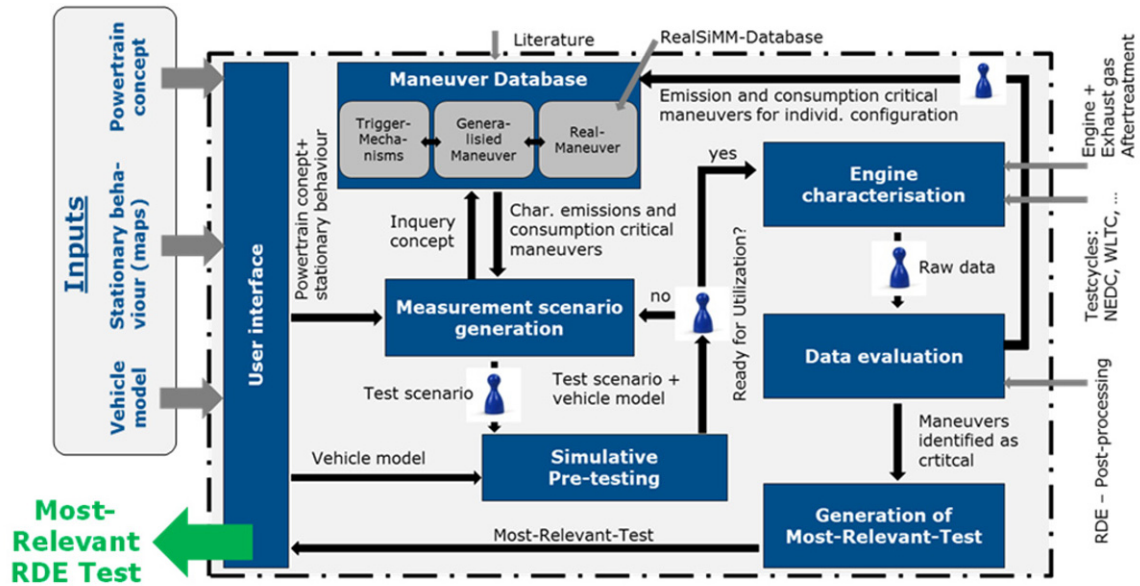 Inputs
Powertrain
concept
Stationary beha-
viour (maps)
Vehicle
model
User interface
Literature
RealSiMM-Database
Maneuver Database
Trigger-
Mecha-
nisms
Genera-
lisied
Maneuver
Real-
Maneuver
Emission and consumption critical
maneuvers for individ. configuration
Engine +
Exhaust gas
Aftertreatment
Powertrain conept+
stationary behaviour
Inquery
concept
Char. emissions and
consumption critical
maneuvers
yes
Ready for Utilization?
Engine
characterisation
Testcycles:
NEDC, WLTC, ...
Raw data
Measurement scenario
generation
no
Data evaluation
Test scenario
Test scenario +
vehicle model
Maneuvers
identified as
crtitcal
RDE – Post-processing
Vehicle model
Simulative
Pre-testing
Generation of
Most-Relevant-Test
Most-Relevant-Test
Most-
Relevant
RDE Test